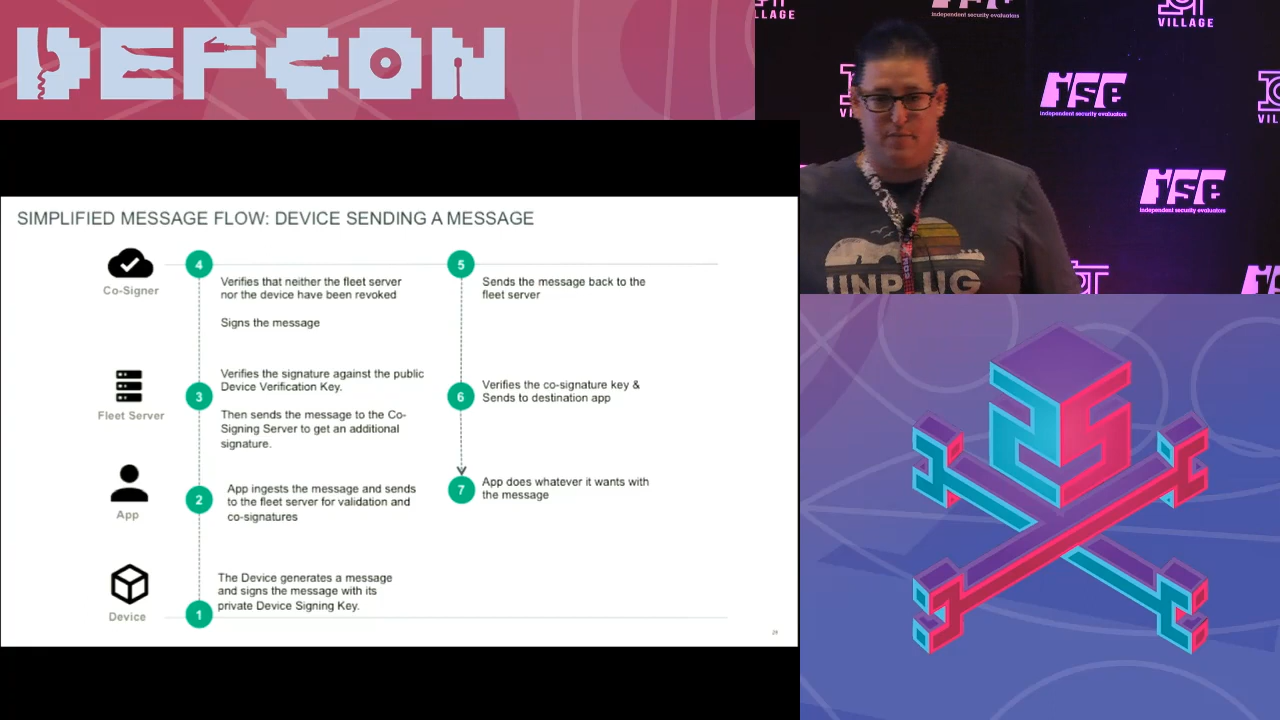 DEFCON
VILLAGE
independent security evaluators
VILLAGE
ise
independent security evaluators
ise
independent security evaluators
UNPLUG
SIMPLIFIED MESSAGE FLOW: DEVICE SENDING A MESSAGE
Co-Signer
4
Verifies that neither the fleet server
nor the device have been revoked
Signs the message
5
Sends the message back to the
fleet server
Fleet Server
3
Verifies the signature against the public
Device Verification Key.
Then sends the message to the Co-
Signing Server to get an additional
signature.
6
Verifies the co-signature key &
Sends to destination app
App
2
App ingests the message and sends
to the fleet server for validation and
co-signatures
7
App does whatever it wants with
the message
Device
1
The Device generates a message
and signs the message with its
private Device Signing Key.